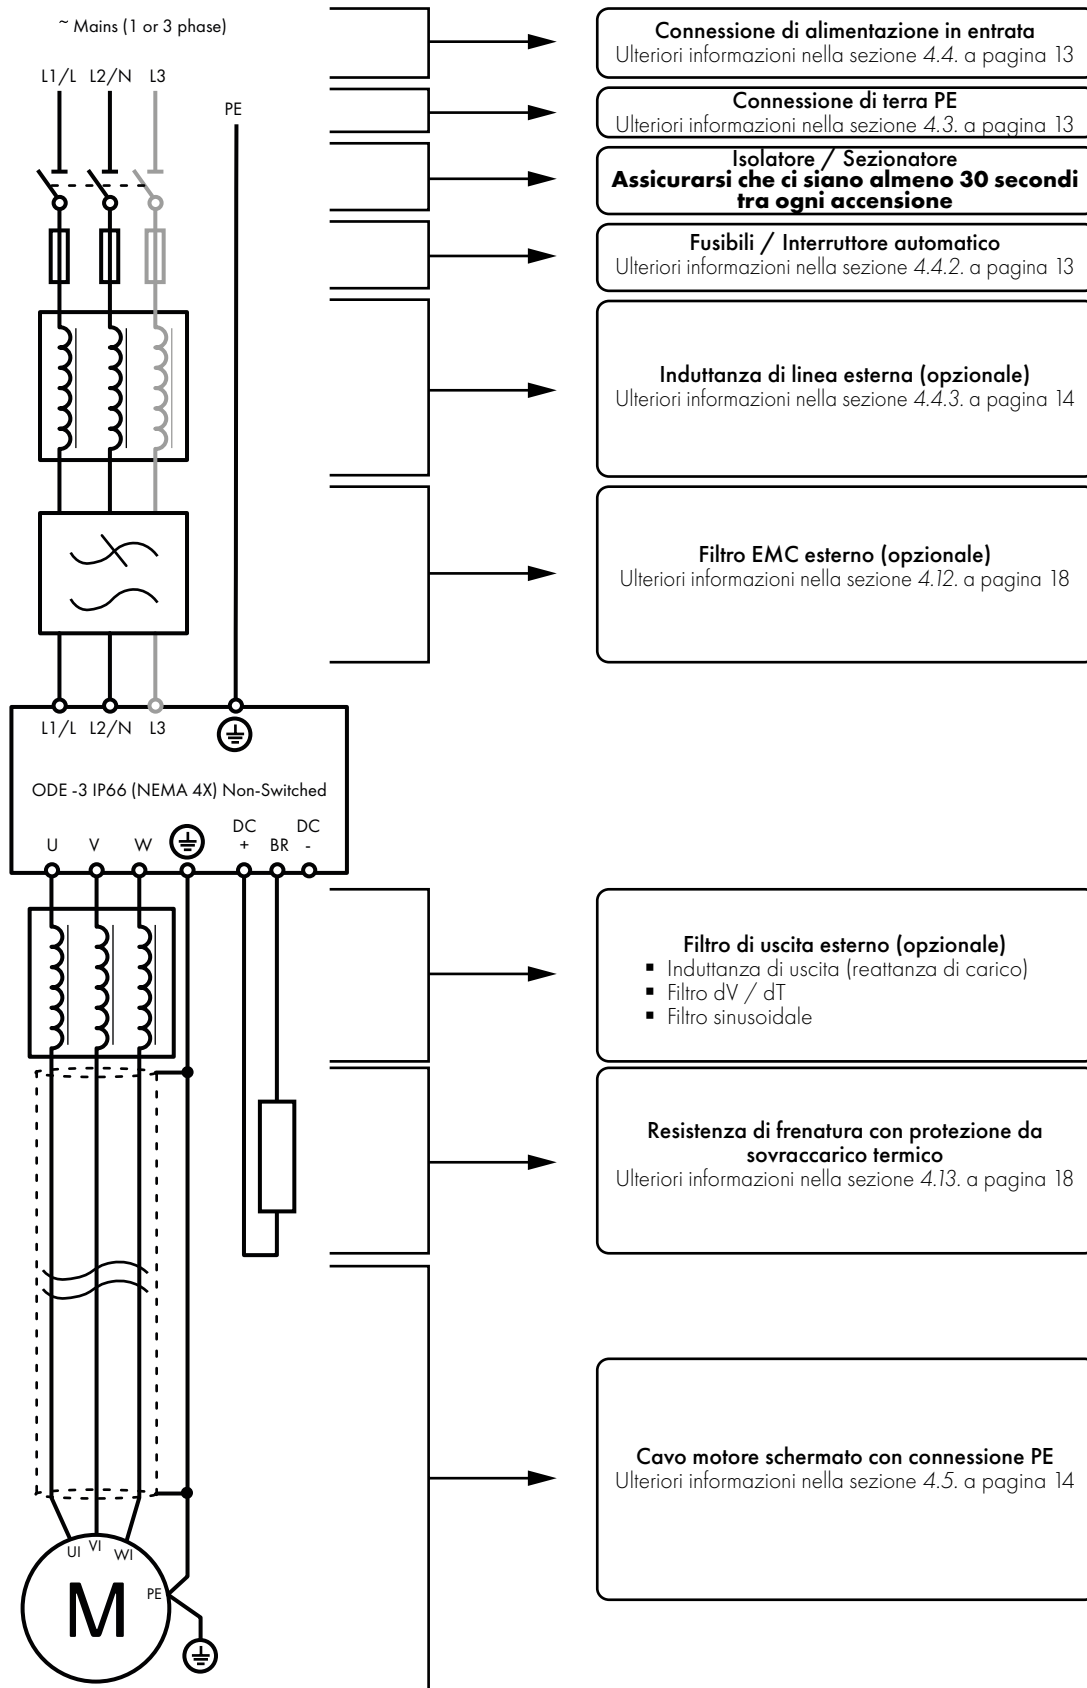 ~ Mains (1 or 3 phase)
L1/L L2/N L3
PE
Connessione di alimentazione in entrata
Ulteriori informazioni nella sezione 4.4. a pagina 13
Connessione di terra PE
Ulteriori informazioni nella sezione 4.3. a pagina 13
Isolatore / Sezionatore
Assicurarsi che ci siano almeno 30 secondi
tra ogni accensione
Fusibili / Interruttore automatico
Ulteriori informazioni nella sezione 4.4.2. a pagina 13
Induttanza di linea esterna (opzionale)
Ulteriori informazioni nella sezione 4.4.3. a pagina 14
Filtro EMC esterno (opzionale)
Ulteriori informazioni nella sezione 4.12. a pagina 18
L1/L L2/N L3
ODE -3 IP66 (NEMA 4X) Non-Switched
U V W DC + BR DC -
Filtro di uscita esterno (opzionale)
▪ Induttanza di uscita (reattanza di carico)
▪ Filtro dV / dT
▪ Filtro sinusoidale
Resistenza di frenatura con protezione da
sovraccarico termico
Ulteriori informazioni nella sezione 4.13. a pagina 18
Cavo motore schermato con connessione PE
Ulteriori informazioni nella sezione 4.5. a pagina 14
UI VI WI
PE
M